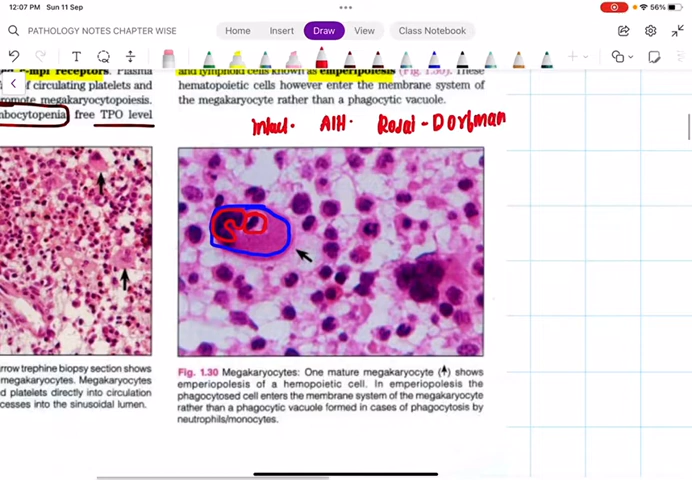 12:07 PM Sun 11 Sep
56%
PATHOLOGY NOTES CHAPTER WISE
Home Insert Draw View Class Notebook
mpl receptors. Plasma
of circulating platelets and
romote megakaryocytopoiesis.
mbocytopenia free TPO level
and lymphoid cells known as emperipolesis (Fig. 1.30). These
hematopoietic cells however enter the membrane system of
the megakaryocyte rather than a phagocytic vacuole.
AIH. Rosai - Dorfman
rrow trephine biopsy section shows
megakaryocytes. Megakaryocytes
d platelets directly into circulation
cesses into the sinusoidal lumen.
Fig. 1.30 Megakaryocytes: One mature megakaryocyte (↑) shows
emperiopolesis of a hemopoietic cell. In emperiopolesis the
phagocytosed cell enters the membrane system of the megakaryocyte
rather than a phagocytic vacuole formed in cases of phagocytosis by
neutrophils/monocytes.